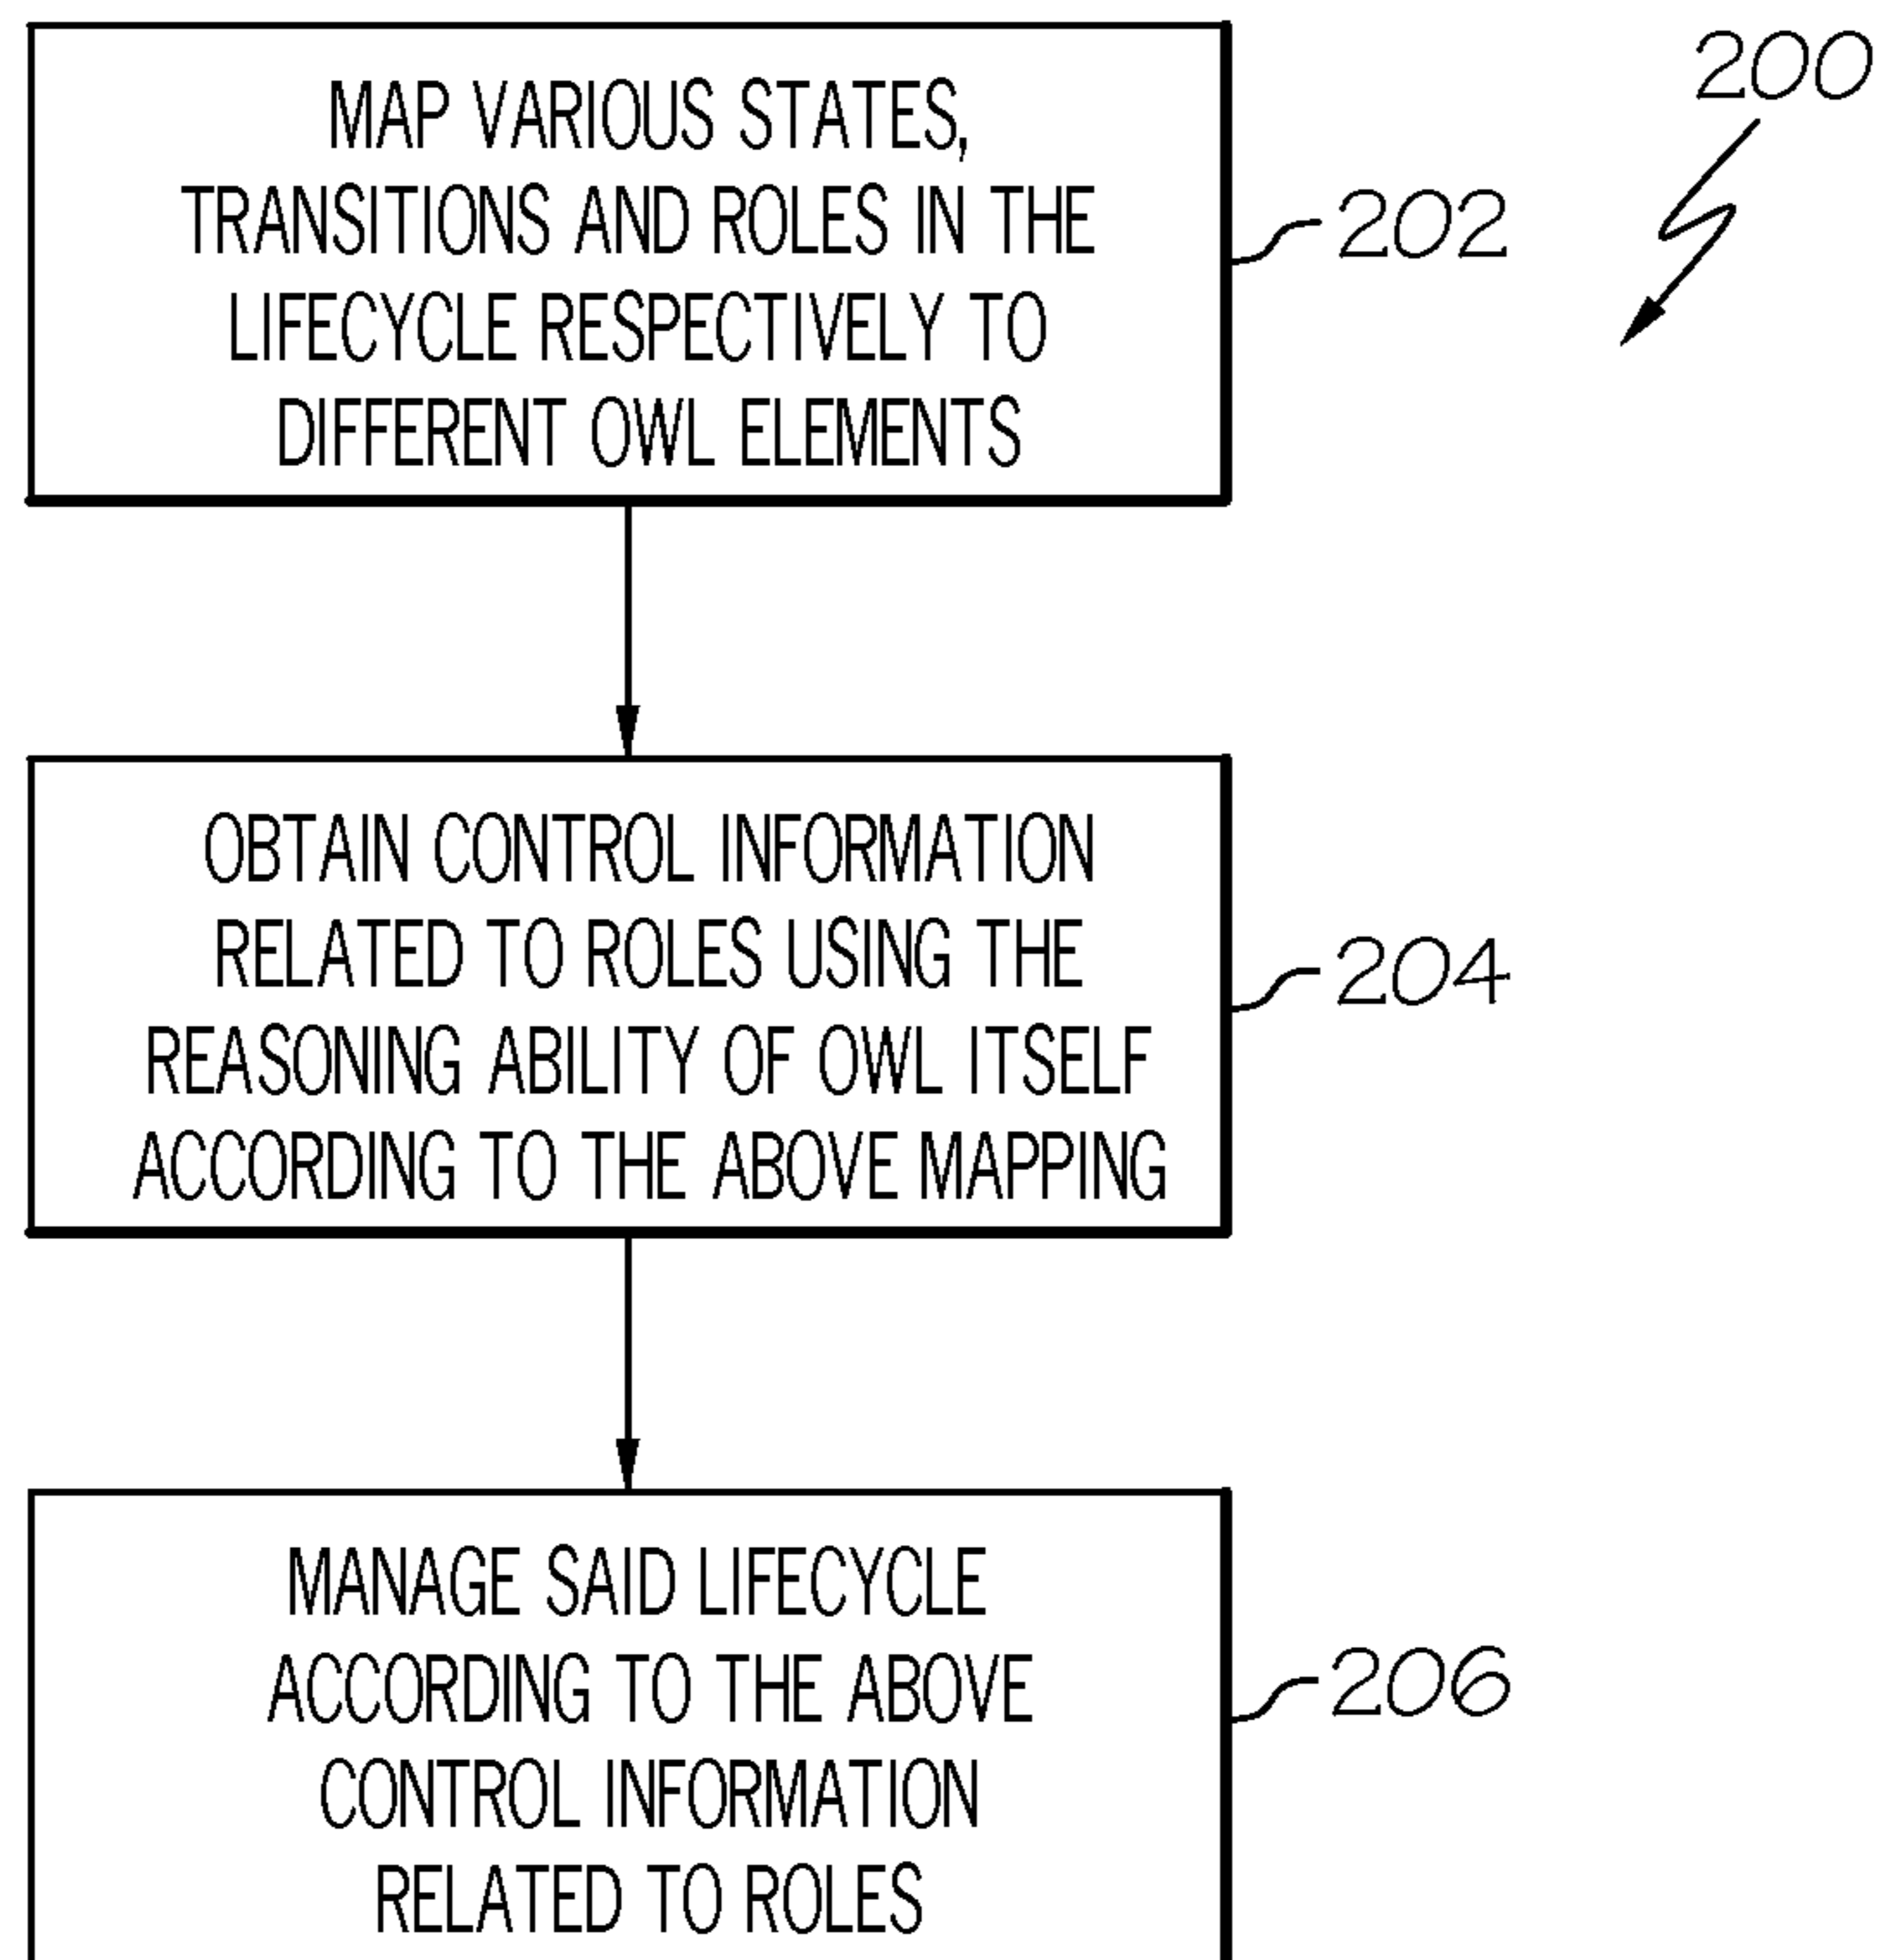 MAP VARIOUS STATES,
TRANSITIONS AND ROLES IN THE
LIFECYCLE RESPECTIVELY TO
DIFFERENT OWL ELEMENTS
200
202
OBTAIN CONTROL INFORMATION
RELATED TO ROLES USING THE
REASONING ABILITY OF OWL ITSELF
ACCORDING TO THE ABOVE MAPPING
204
MANAGE SAID LIFECYCLE
ACCORDING TO THE ABOVE
CONTROL INFORMATION
RELATED TO ROLES
206